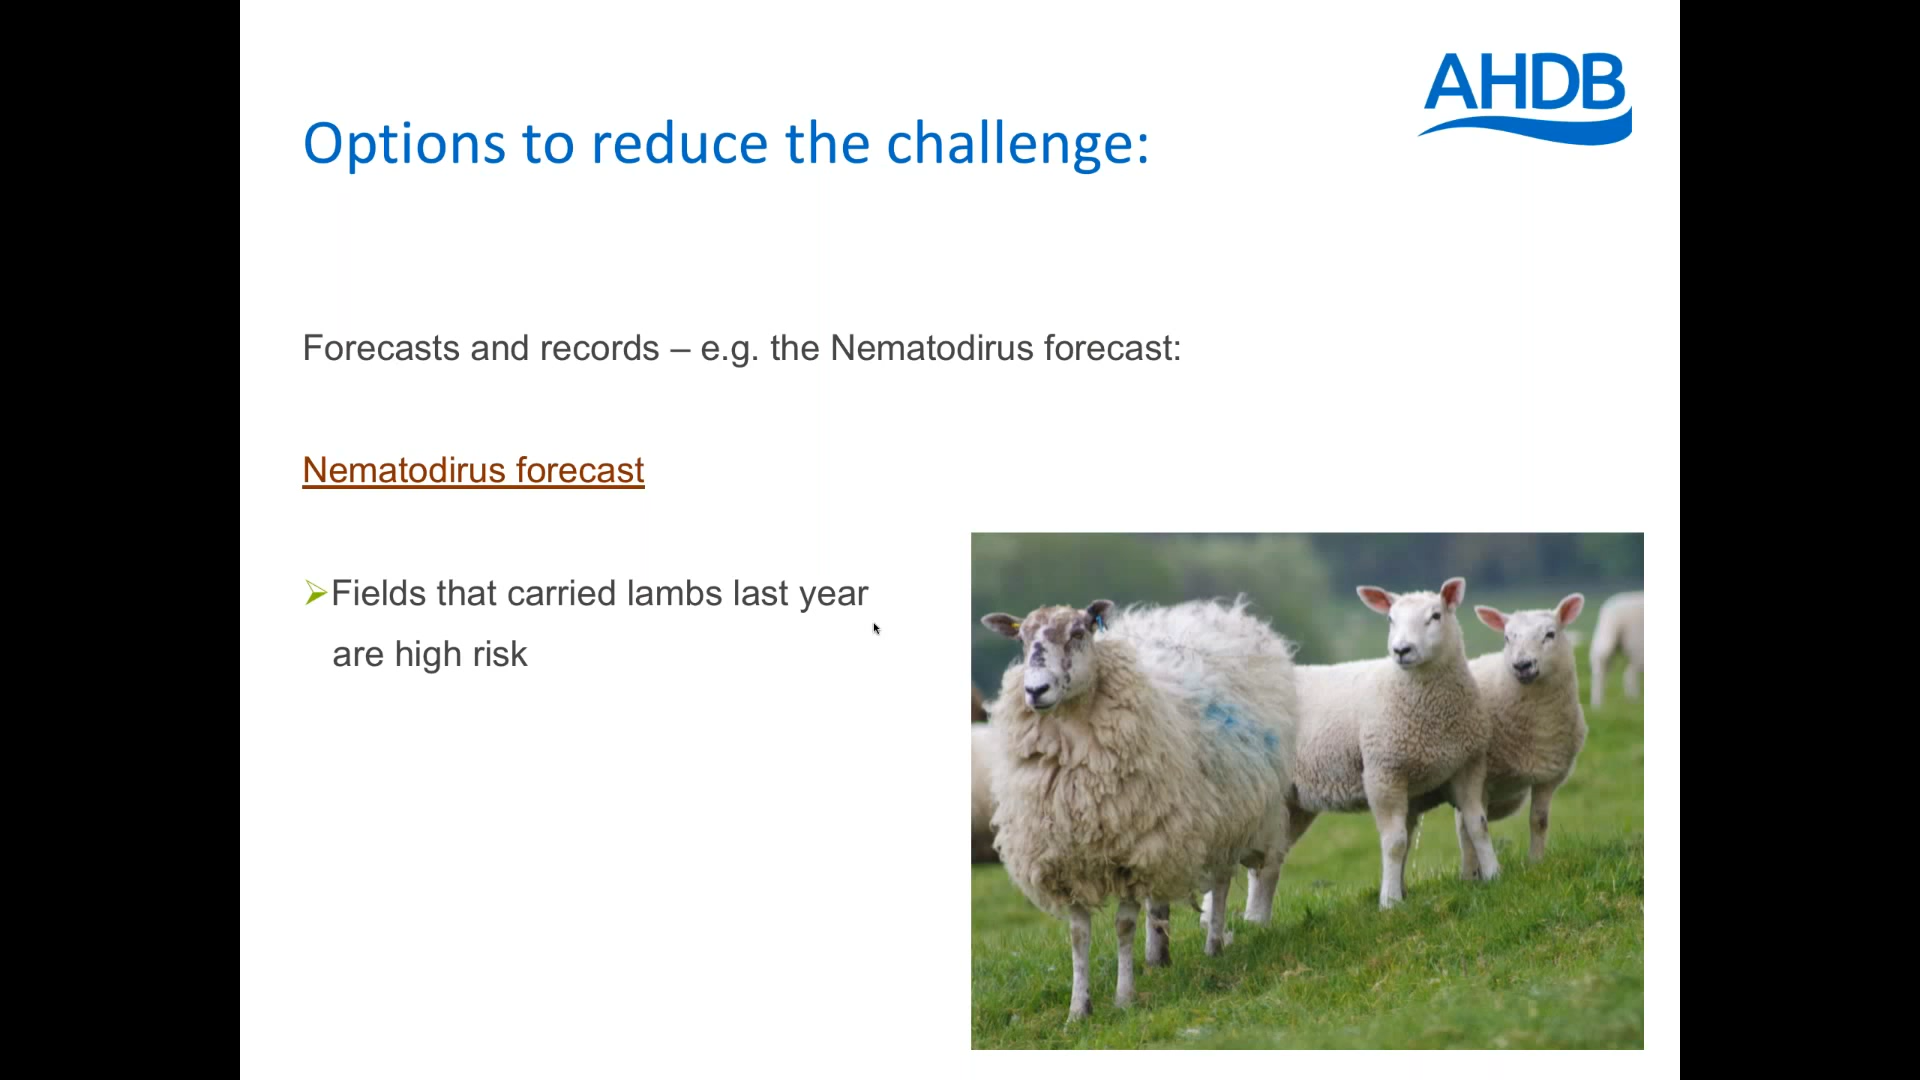 AHDB
Options to reduce the challenge:
Forecasts and records – e.g. the Nematodirus forecast:
Nematodirus forecast
Fields that carried lambs last year
are high risk